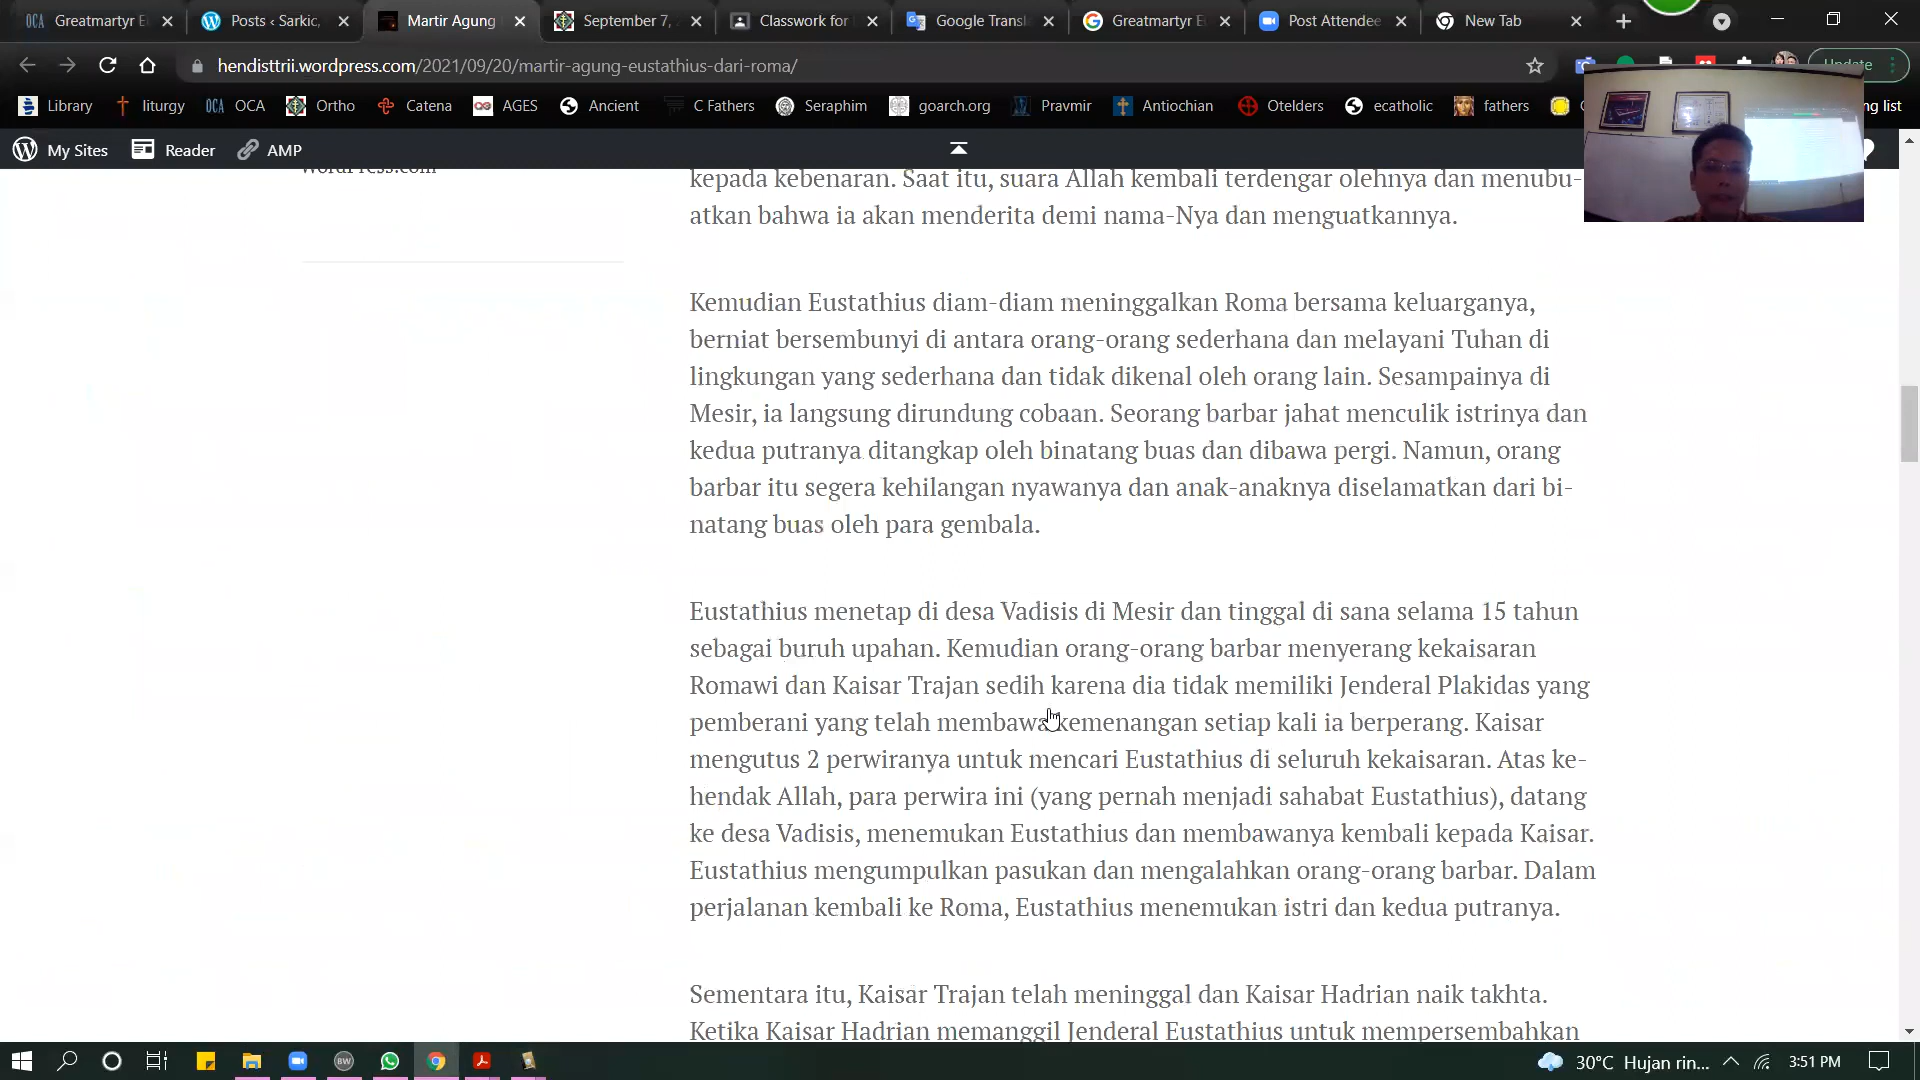 Greatmartyr E
Posts ‹ Sarkic,
Martir Agung
September 7,
Classwork for
Google Transl
Greatmartyr E
Post Attendee
New Tab
hendisttrii.wordpress.com/2021/09/20/martir-agung-eustathius-dari-roma/
Update
Library
liturgy
OCA
Ortho
Catena
AGES
Ancient
C Fathers
Seraphim
goarch.org
Pravmir
Antiochian
Otelders
ecatholic
fathers
ng list
My Sites
Reader
AMP
WordPress.com
kepada kebenaran. Saat itu, suara Allah kembali terdengar olehnya dan menubu-
atkan bahwa ia akan menderita demi nama-Nya dan menguatkannya.
Kemudian Eustathius diam-diam meninggalkan Roma bersama keluarganya,
berniat bersembunyi di antara orang-orang sederhana dan melayani Tuhan di
lingkungan yang sederhana dan tidak dikenal oleh orang lain. Sesampainya di
Mesir, ia langsung dirundung cobaan. Seorang barbar jahat menculik istrinya dan
kedua putranya ditangkap oleh binatang buas dan dibawa pergi. Namun, orang
barbar itu segera kehilangan nyawanya dan anak-anaknya diselamatkan dari bi-
natang buas oleh para gembala.
Eustathius menetap di desa Vadisis di Mesir dan tinggal di sana selama 15 tahun
sebagai buruh upahan. Kemudian orang-orang barbar menyerang kekaisaran
Romawi dan Kaisar Trajan sedih karena dia tidak memiliki Jenderal Plakidas yang
pemberani yang telah membawa kemenangan setiap kali ia berperang. Kaisar
mengutus 2 perwiranya untuk mencari Eustathius di seluruh kekaisaran. Atas ke-
hendak Allah, para perwira ini (yang pernah menjadi sahabat Eustathius), datang
ke desa Vadisis, menemukan Eustathius dan membawanya kembali kepada Kaisar.
Eustathius mengumpulkan pasukan dan mengalahkan orang-orang barbar. Dalam
perjalanan kembali ke Roma, Eustathius menemukan istri dan kedua putranya.
Sementara itu, Kaisar Trajan telah meninggal dan Kaisar Hadrian naik takhta.
Ketika Kaisar Hadrian memanggil Jenderal Eustathius untuk mempersembahkan
30°C Hujan rin...
3:51 PM